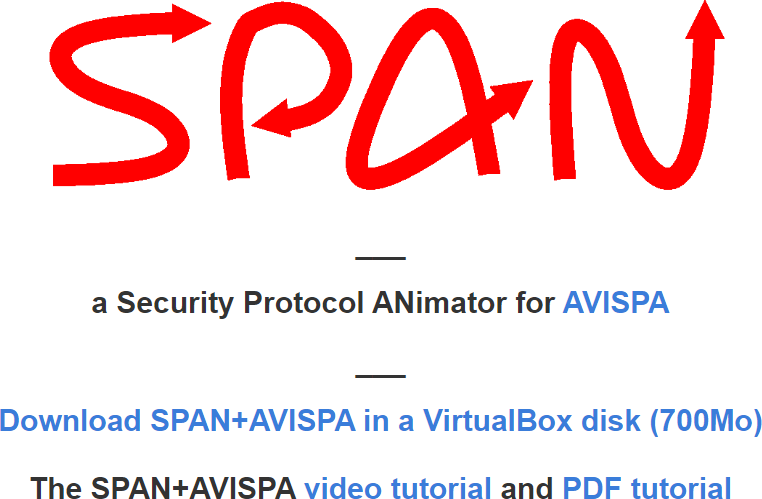 SPAN
a Security Protocol ANimator for AVISPA
Download SPAN+AVISPA in a VirtualBox disk (700Mo)
The SPAN+AVISPA video tutorial and PDF tutorial